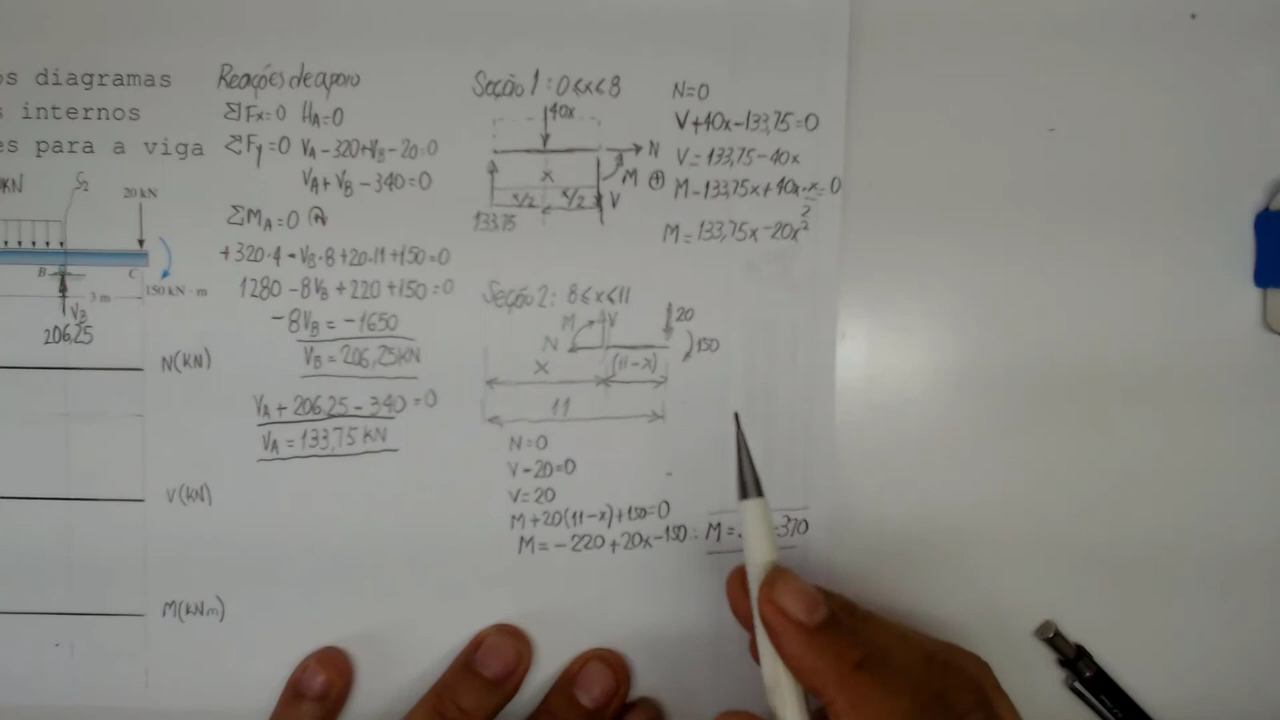 os diagramas
s internos
es para a viga
KN
S2
20 kN
B
C
150 kN · m
3 m
VB
206,25
N(KN)
V(KN)
M(KNm)
Reações de apoio
ΣFx=0 HA=0
ΣFy=0 VA-320+VB-20=0
VA+VB-340=0
ΣMA=0
+320·4-VB·8+20·11+150=0
1280-8VB+220+150=0
-8VB=-1650
VB=206,25KN
VA+206,25-340=0
VA=133,75KN
Seção 1: 0≤x≤8
40x
N
x
M
x/2
x/2
V
133,75
N=0
V+40x-133,75=0
V=133,75-40x
M-133,75x+40x·x/2=0
M=133,75x-20x²
Seção 2: 8≤x≤11
M
V
20
N
150
x
(11-x)
11
N=0
V-20=0
V=20
M+20(11-x)+150=0
M=-220+20x-150 ∴ M= -370